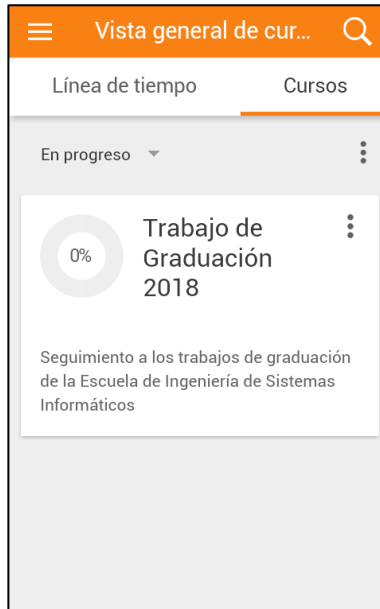 Vista general de cur...
Línea de tiempo
Cursos
En progreso
0%
Trabajo de
Graduación
2018
Seguimiento a los trabajos de graduación
de la Escuela de Ingeniería de Sistemas
Informáticos